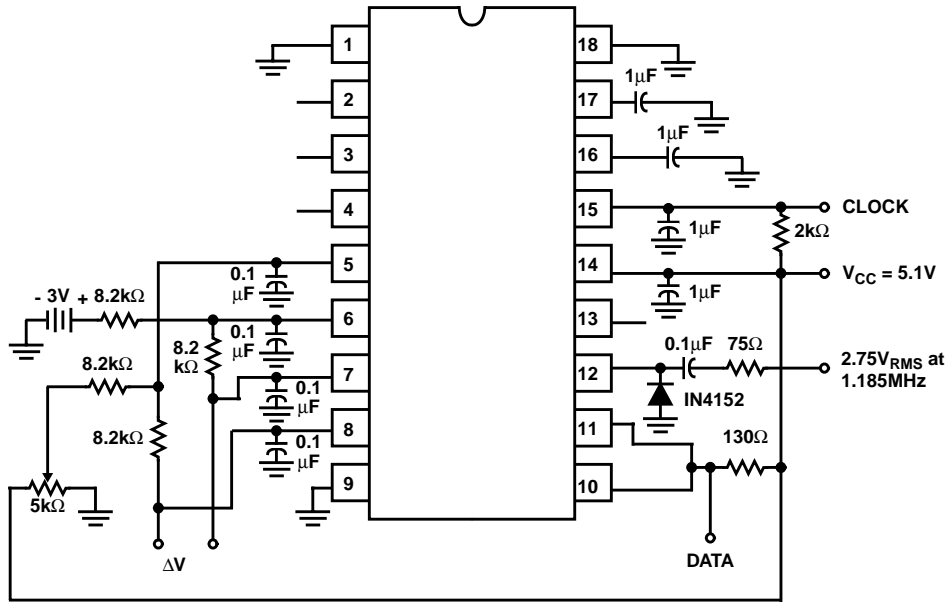 1
18
1μF
2
17
1μF
3
16
4
15
CLOCK
1μF
2kΩ
5
0.1
μF
14
VCC = 5.1V
1μF
- 3V + 8.2kΩ
6
0.1
μF
13
8.2
kΩ
8.2kΩ
7
0.1
μF
12
0.1μF
75Ω
2.75VRMS at
1.185MHz
IN4152
8.2kΩ
8
0.1
μF
11
130Ω
9
10
5kΩ
ΔV
DATA